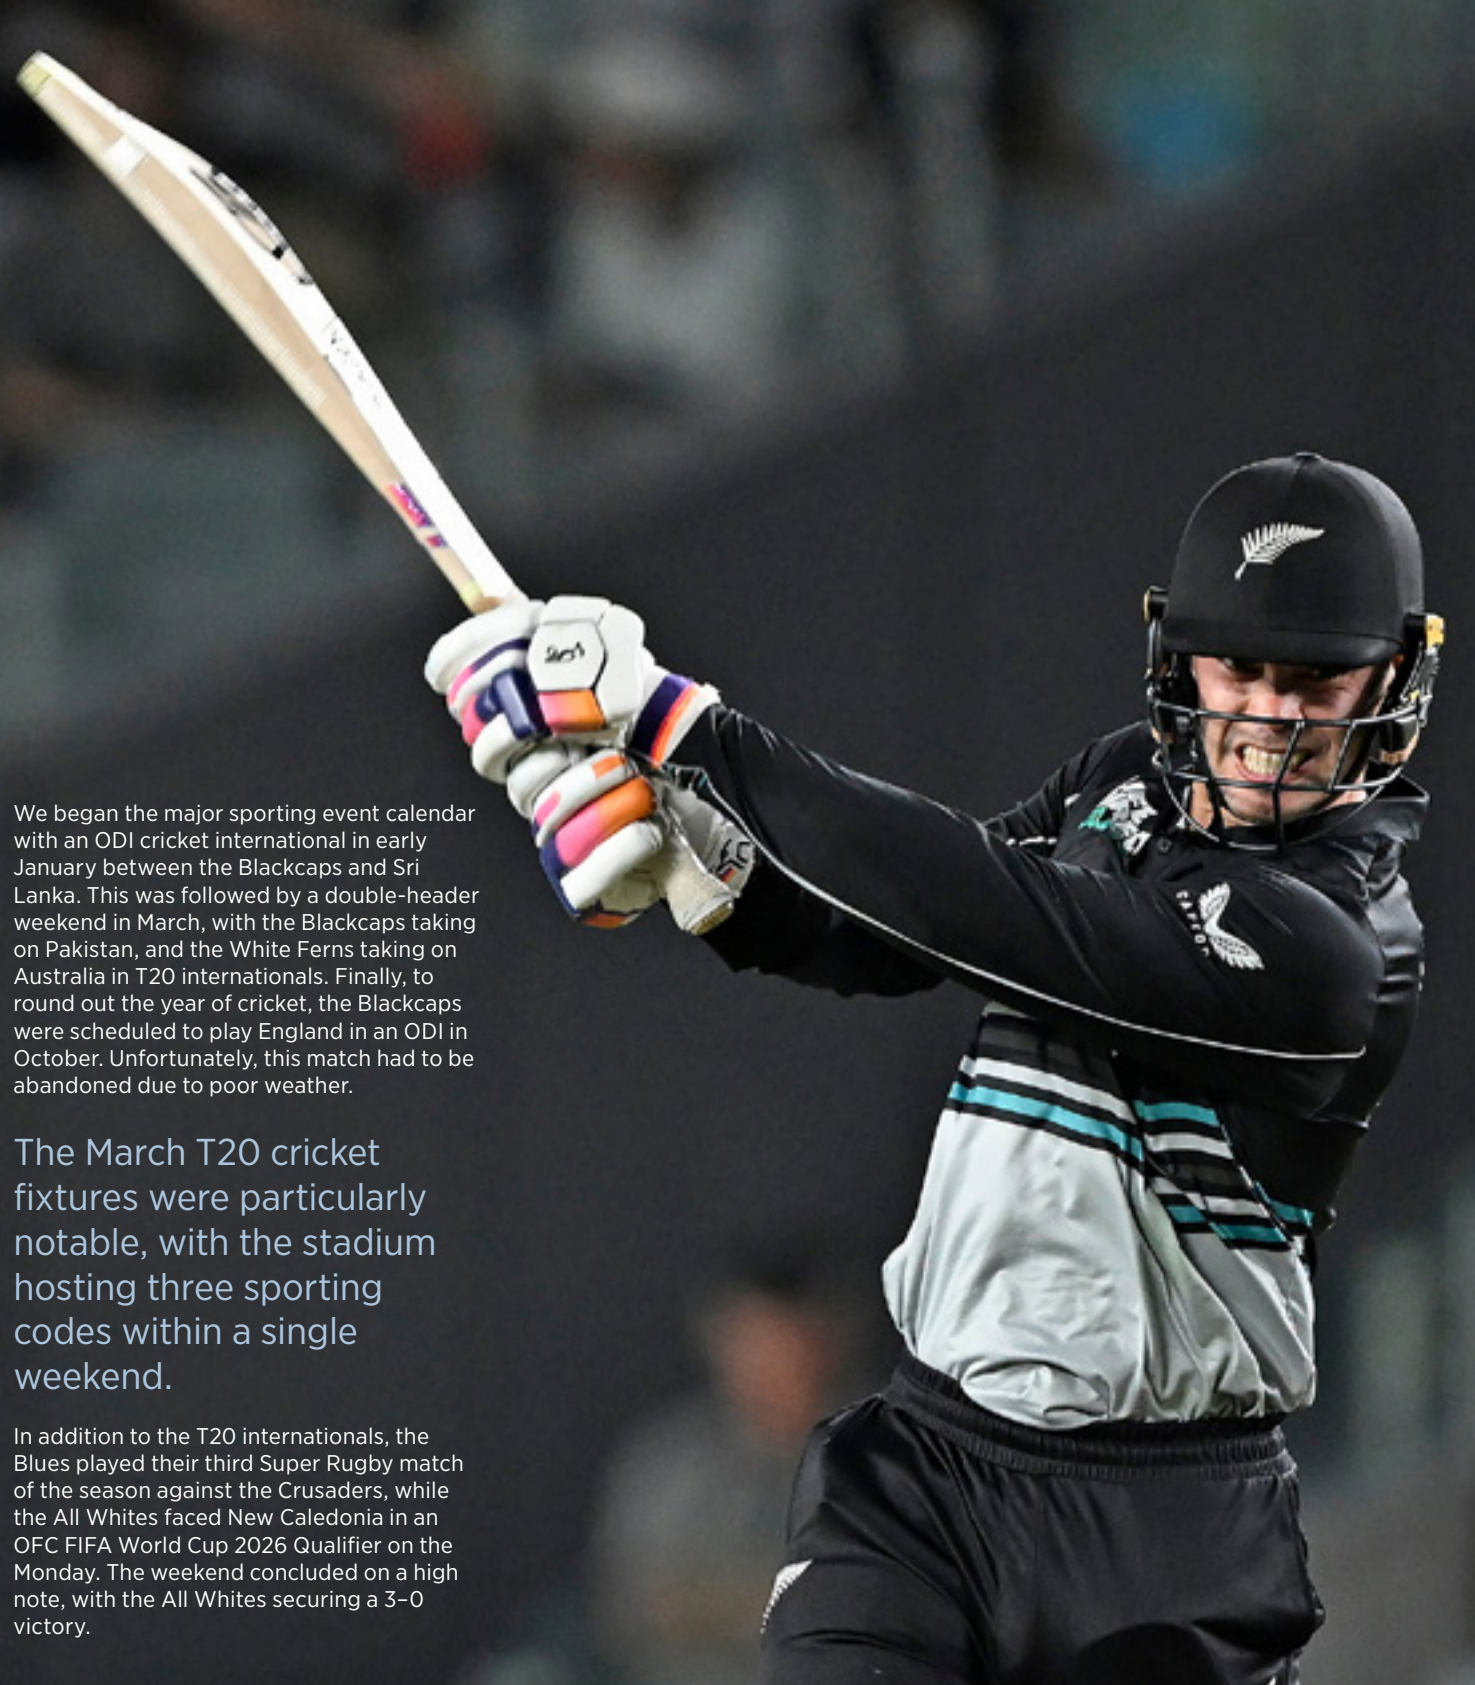 We began the major sporting event calendar
with an ODI cricket international in early
January between the Blackcaps and Sri
Lanka. This was followed by a double-header
weekend in March, with the Blackcaps taking
on Pakistan, and the White Ferns taking on
Australia in T20 internationals. Finally, to
round out the year of cricket, the Blackcaps
were scheduled to play England in an ODI in
October. Unfortunately, this match had to be
abandoned due to poor weather.
The March T20 cricket
fixtures were particularly
notable, with the stadium
hosting three sporting
codes within a single
weekend.
In addition to the T20 internationals, the
Blues played their third Super Rugby match
of the season against the Crusaders, while
the All Whites faced New Caledonia in an
OFC FIFA World Cup 2026 Qualifier on the
Monday. The weekend concluded on a high
note, with the All Whites securing a 3–0
victory.